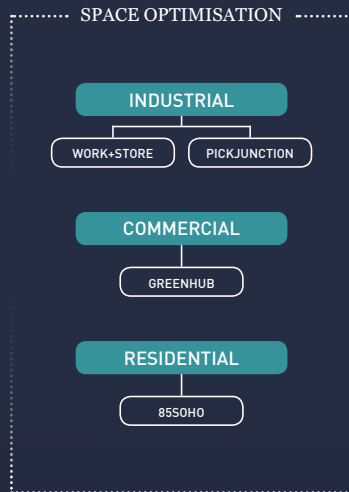 SPACE OPTIMISATION
INDUSTRIAL
WORK+STORE PICKJUNCTION
COMMERCIAL
GREENHUB
RESIDENTIAL
85SOHO